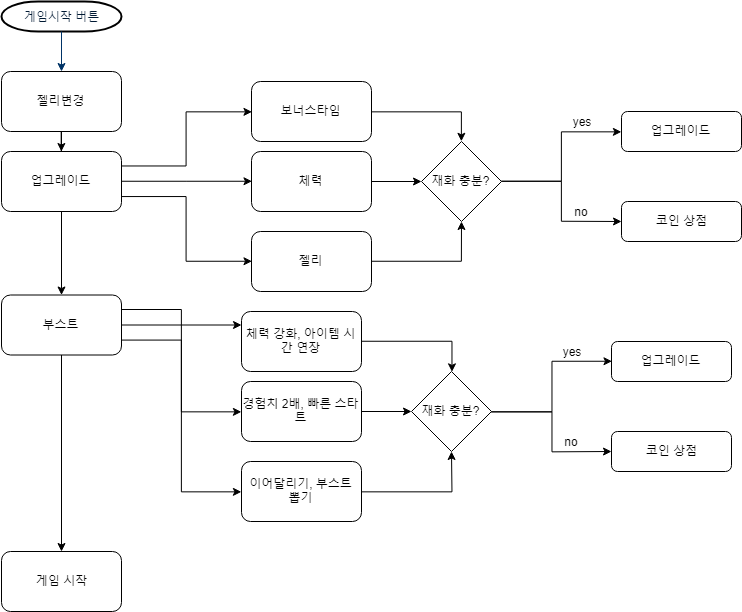 게임시작 버튼
젤리변경
업그레이드
보너스타임
체력
젤리
재화 충분?
yes
업그레이드
no
코인 상점
부스트
체력 강화, 아이템 시
간 연장
경험치 2배, 빠른 스타
트
이어달리기, 부스트
뽑기
재화 충분?
yes
업그레이드
no
코인 상점
게임 시작